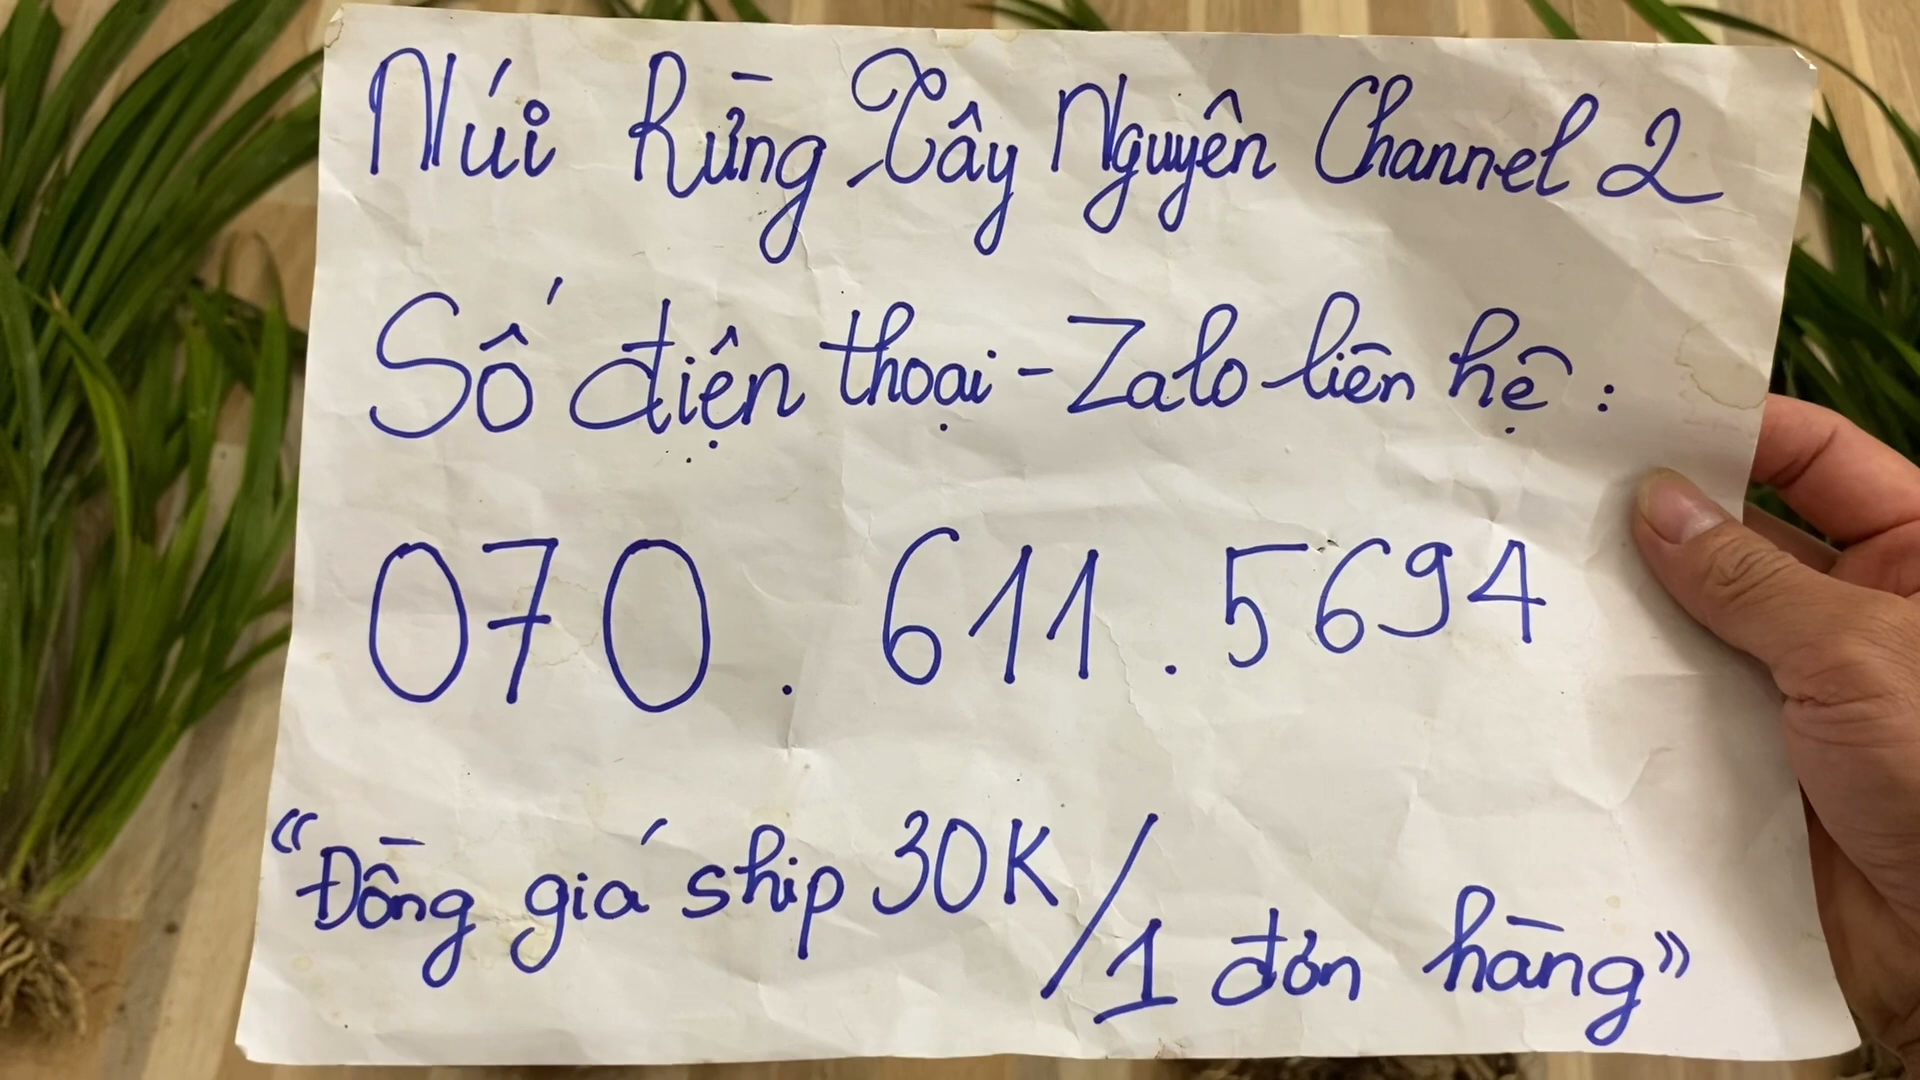 Núi Rừng Tây Nguyên Channel 2
Số điện thoại - Zalo liên hệ :
070 . 611 . 5694
“Đồng giá ship 30K/1 đơn hàng”